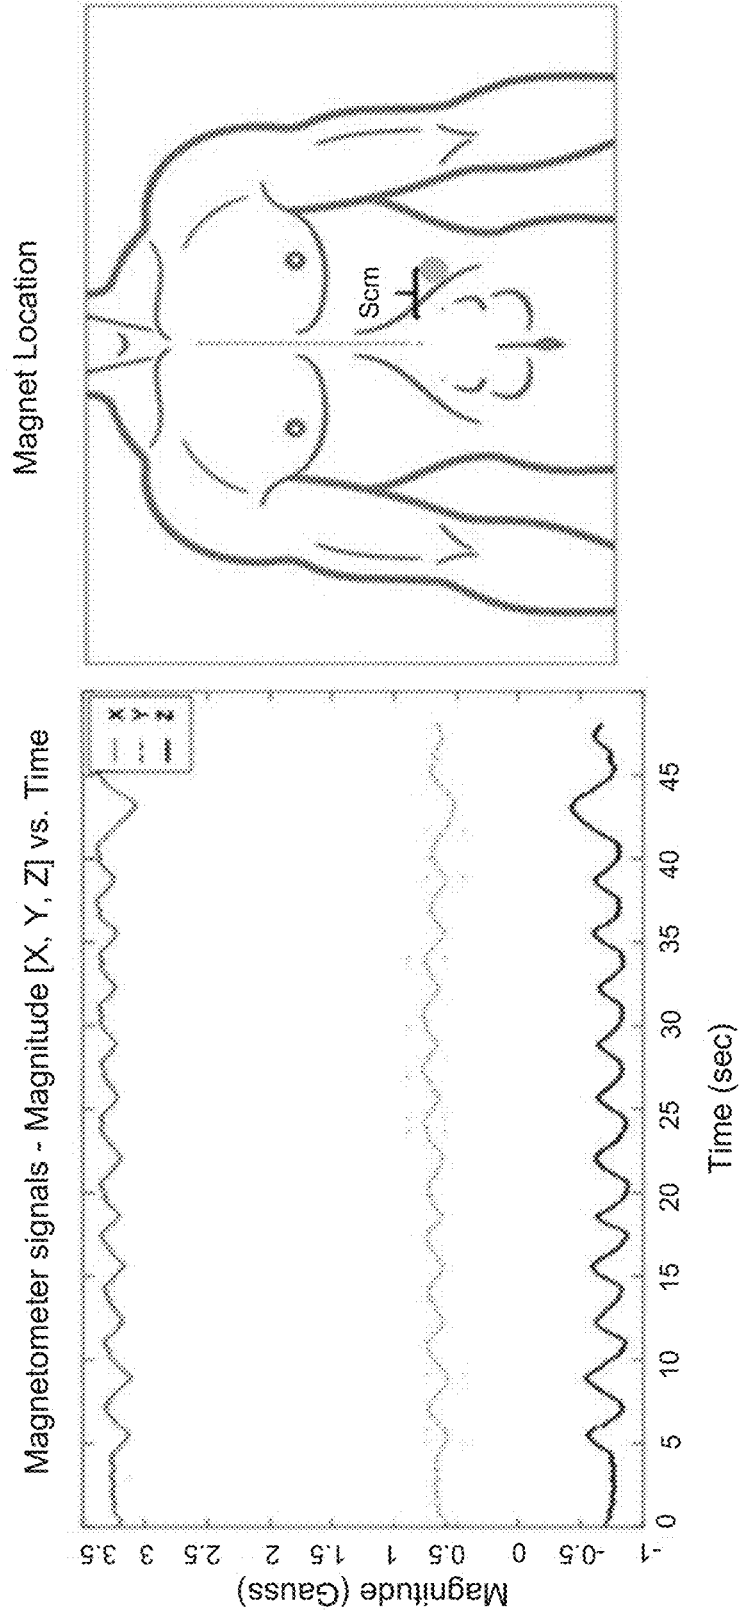 Magnetometer signals - Magnitude [X, Y, Z] vs. Time
Magnitude (Gauss)
3.5
3
2.5
2
1.5
1
0.5
0
-0.5
-1
X
Y
Z
0 5 10 15 20 25 30 35 40 45
Time (sec)
Magnet Location
5cm